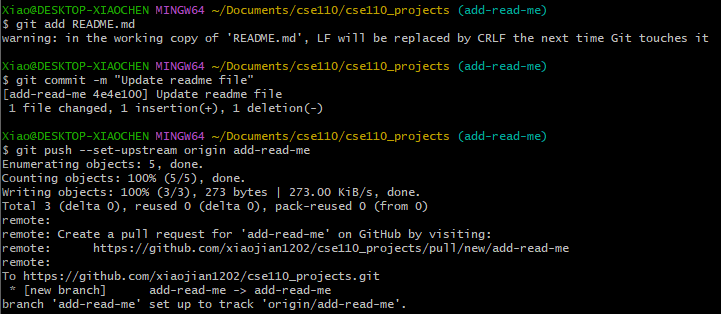 Xiao@DESKTOP-XIAOCHEN MINGW64 ~/Documents/cse110/cse110_projects (add-read-me)
$ git add README.md
warning: in the working copy of 'README.md', LF will be replaced by CRLF the next time Git touches it
Xiao@DESKTOP-XIAOCHEN MINGW64 ~/Documents/cse110/cse110_projects (add-read-me)
$ git commit -m "Update readme file"
[add-read-me 4e4e100] Update readme file
 1 file changed, 1 insertion(+), 1 deletion(-)
Xiao@DESKTOP-XIAOCHEN MINGW64 ~/Documents/cse110/cse110_projects (add-read-me)
$ git push --set-upstream origin add-read-me
Enumerating objects: 5, done.
Counting objects: 100% (5/5), done.
Writing objects: 100% (3/3), 273 bytes | 273.00 KiB/s, done.
Total 3 (delta 0), reused 0 (delta 0), pack-reused 0 (from 0)
remote:
remote: Create a pull request for 'add-read-me' on GitHub by visiting:
remote:      https://github.com/xiaojian1202/cse110_projects/pull/new/add-read-me
remote:
To https://github.com/xiaojian1202/cse110_projects.git
 * [new branch]      add-read-me -> add-read-me
branch 'add-read-me' set up to track 'origin/add-read-me'.